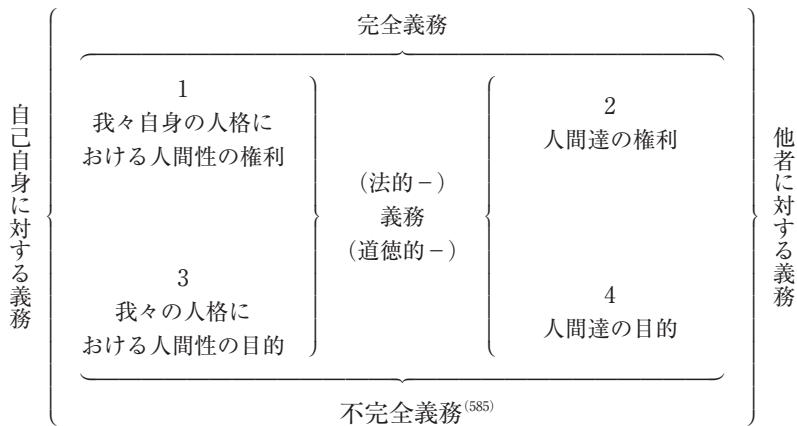 完全義務
自己自身に対する義務
1
我々自身の人格に
おける人間性の権利
3
我々の人格に
おける人間性の目的
(法的−)
義務
(道徳的−)
2
人間達の権利
4
人間達の目的
他者に対する義務
不完全義務(585)